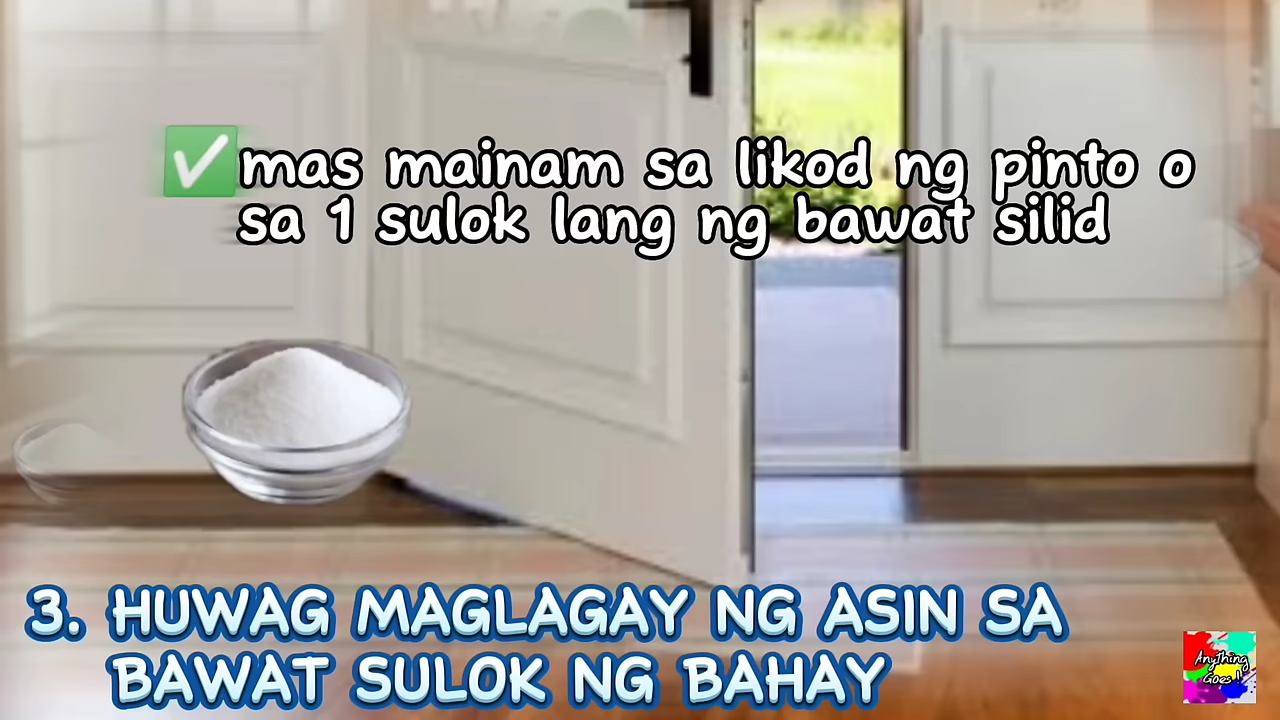 ✅mas mainam sa likod ng pinto o
sa 1 sulok lang ng bawat silid
3. HUWAG MAGLAGAY NG ASIN SA
BAWAT SULOK NG BAHAY
AnyThing
Goes!